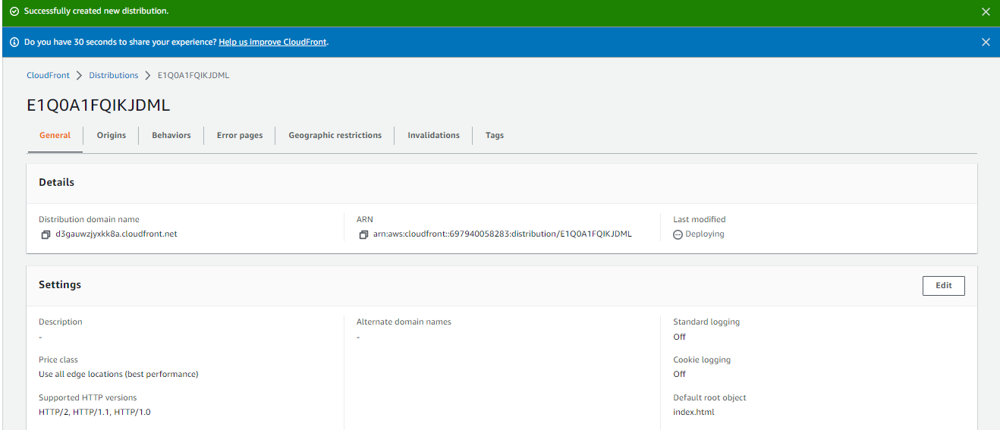 Successfully created new distribution.
Do you have 30 seconds to share your experience? Help us improve CloudFront.
CloudFront > Distributions > E1Q0A1FQIKJDML
E1Q0A1FQIKJDML
General Origins Behaviors Error pages Geographic restrictions Invalidations Tags
Details
Distribution domain name
d3gauwzjyxkk8a.cloudfront.net
ARN
arn:aws:cloudfront::697940058283:distribution/E1Q0A1FQIKJDML
Last modified
Deploying
Settings
Edit
Description
-
Price class
Use all edge locations (best performance)
Supported HTTP versions
HTTP/2, HTTP/1.1, HTTP/1.0
Alternate domain names
-
Standard logging
Off
Cookie logging
Off
Default root object
index.html